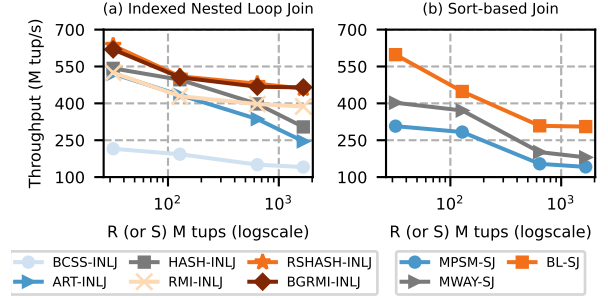 (a) Indexed Nested Loop Join
(b) Sort-based Join
Throughput (M tup/s)
700
550
400
250
100
10²
10³
R (or S) M tups (logscale)
700
550
400
250
100
10²
10³
R (or S) M tups (logscale)
BCSS-INLJ
HASH-INLJ
RSHASH-INLJ
ART-INLJ
RMI-INLJ
BGRMI-INLJ
MPSM-SJ
BL-SJ
MWAY-SJ